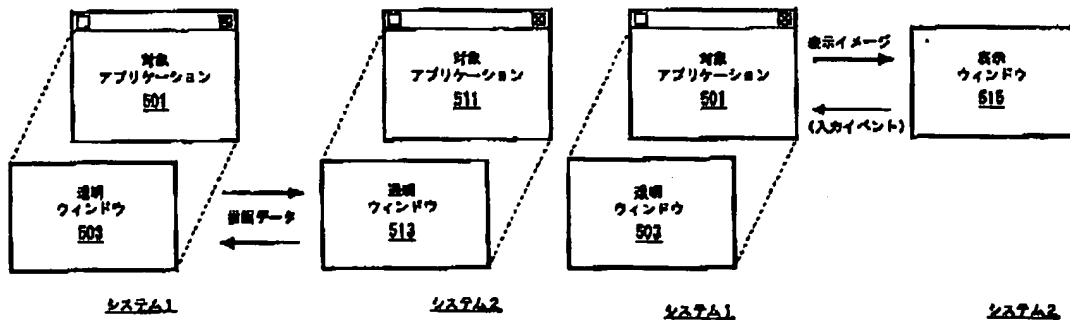 対象
アプリケーション
501
透明
ウィンドウ
503
システム1
描画データ
対象
アプリケーション
511
透明
ウィンドウ
513
システム2
対象
アプリケーション
501
透明
ウィンドウ
503
システム1
表示イメージ
(入力イベント)
表示
ウィンドウ
515
システム2